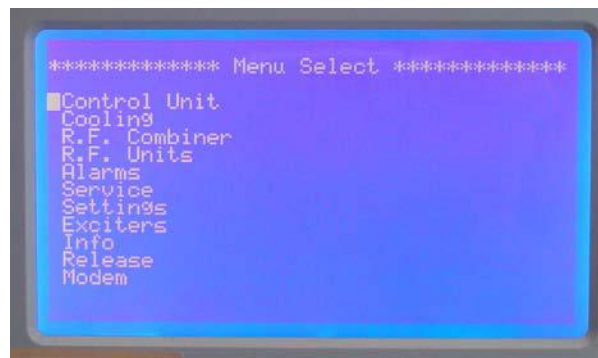 ************* Menu Select *************
Control Unit
Cooling
R.F. Combiner
R.F. Units
Alarms
Service
Settings
Exciters
Info
Release
Modem